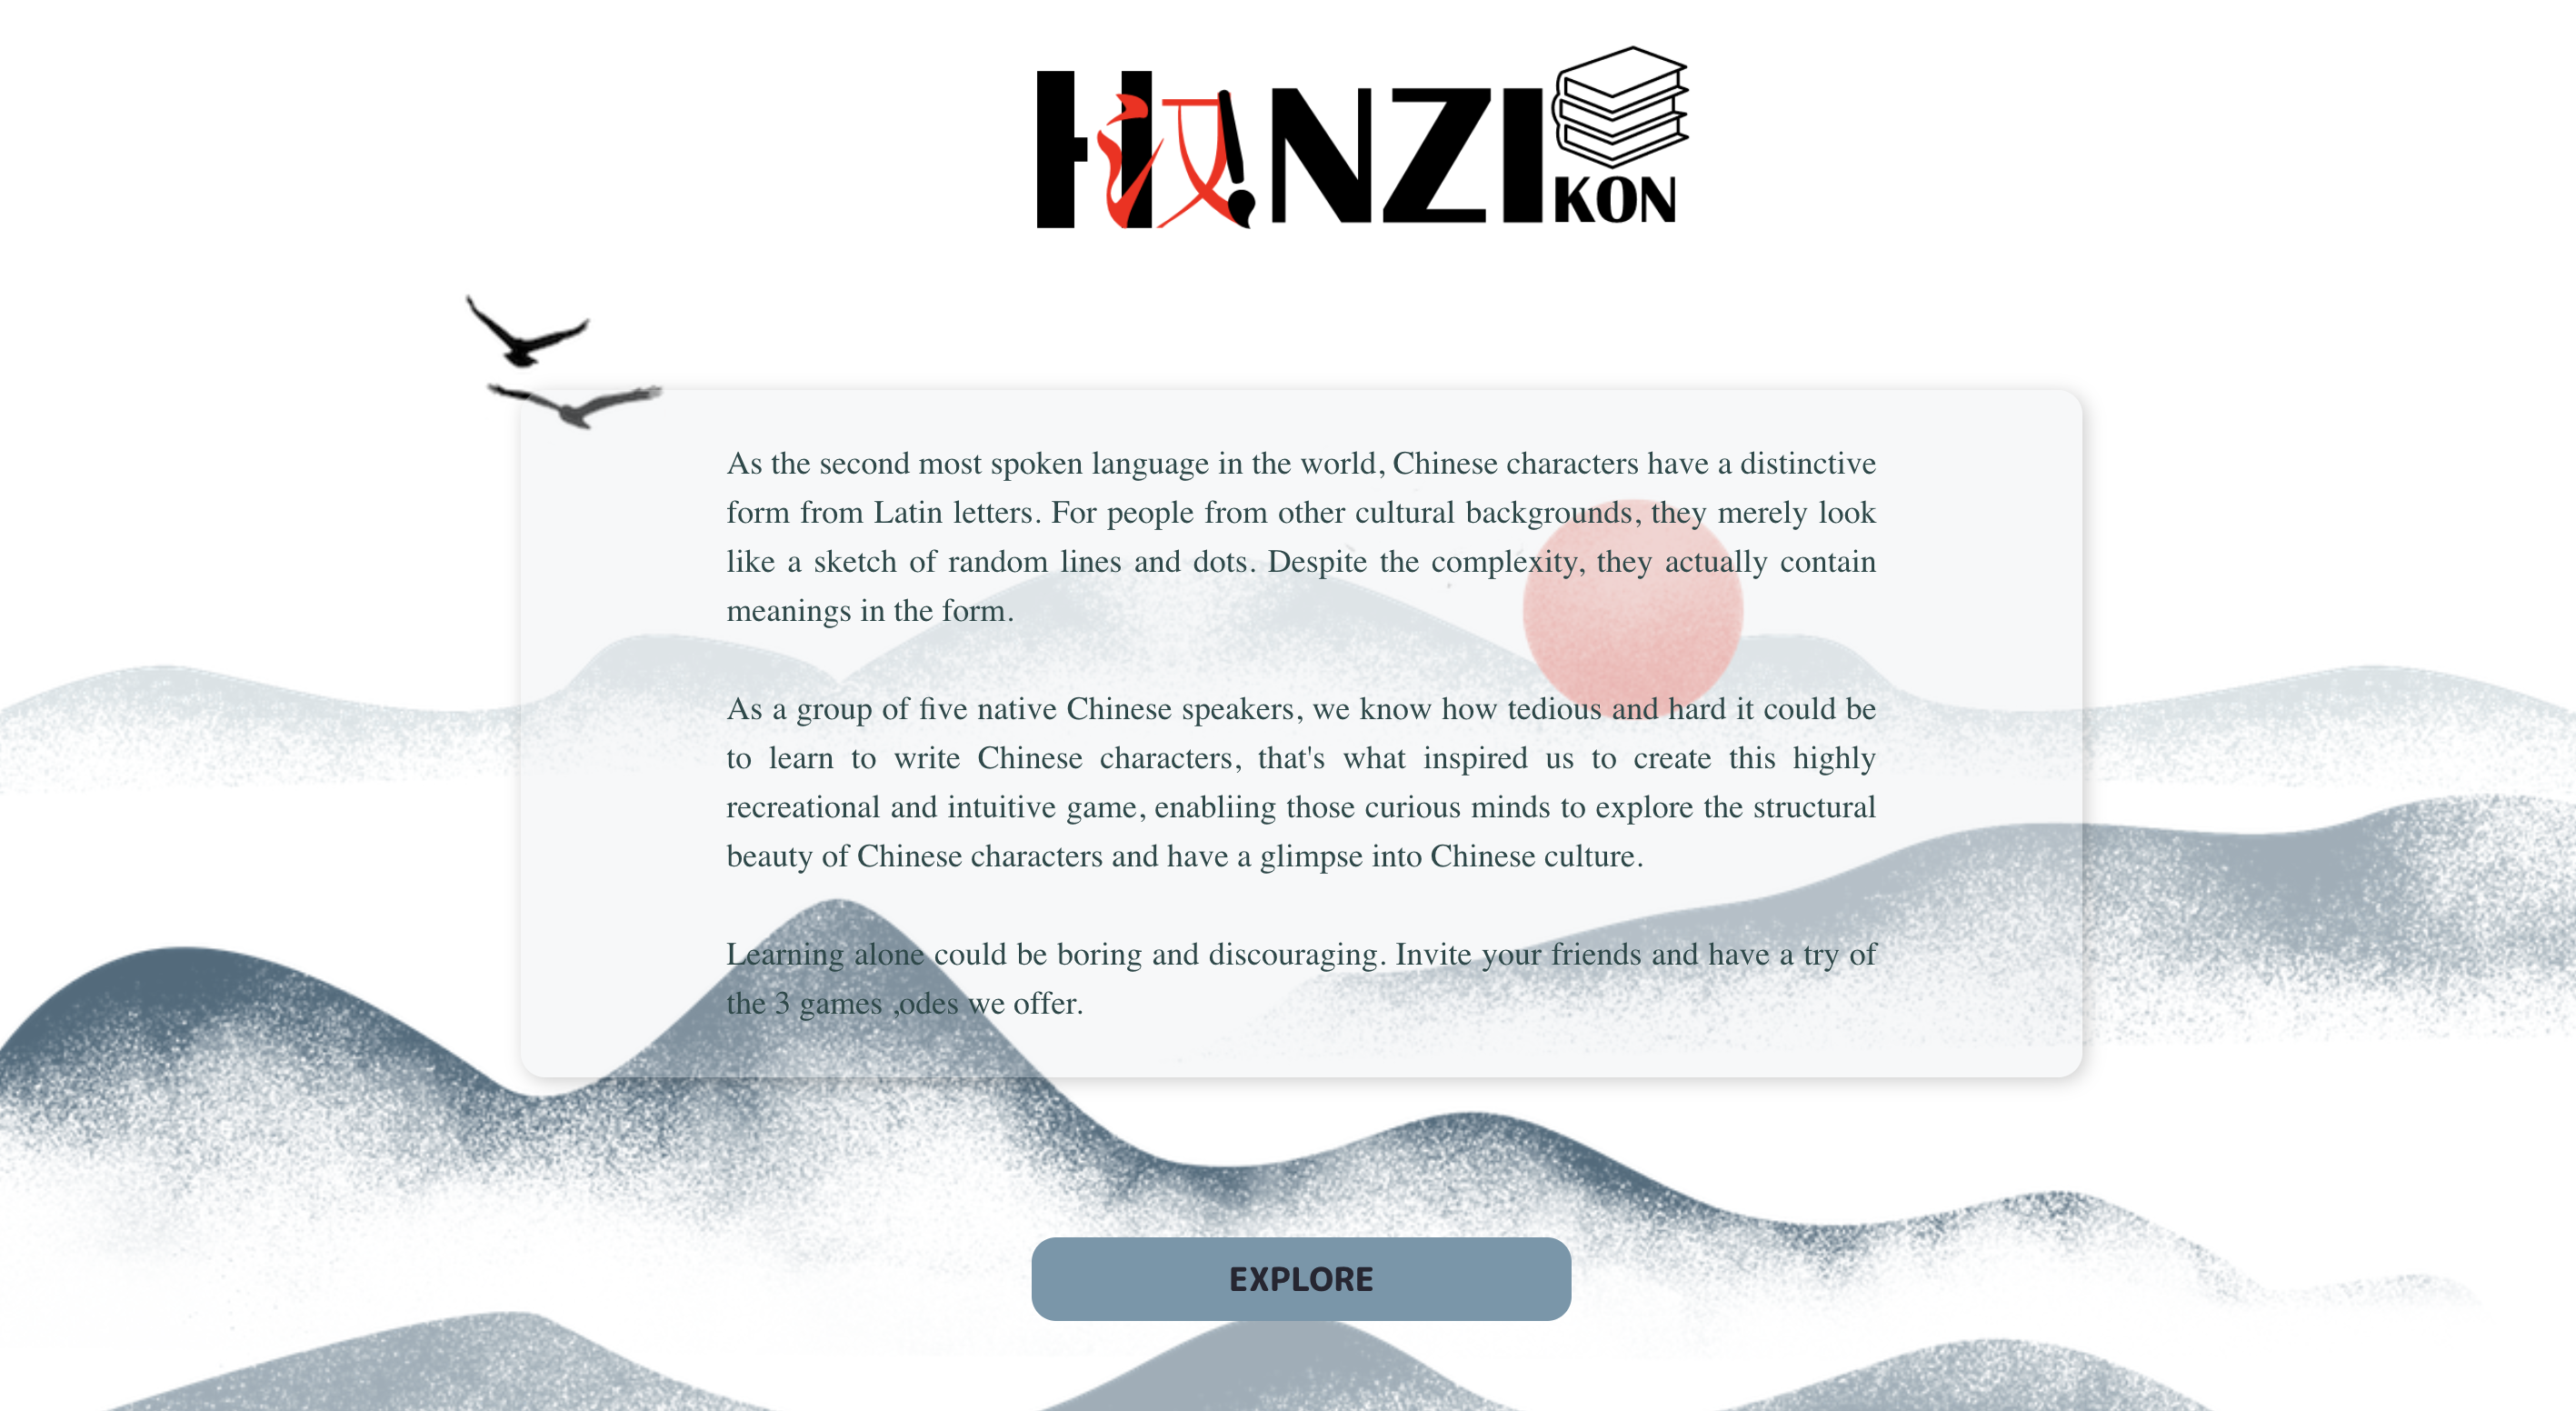 H汉!NZI
KON
As the second most spoken language in the world, Chinese characters have a distinctive
form from Latin letters. For people from other cultural backgrounds, they merely look
like a sketch of random lines and dots. Despite the complexity, they actually contain
meanings in the form.
As a group of five native Chinese speakers, we know how tedious and hard it could be
to learn to write Chinese characters, that's what inspired us to create this highly
recreational and intuitive game, enabliing those curious minds to explore the structural
beauty of Chinese characters and have a glimpse into Chinese culture.
Learning alone could be boring and discouraging. Invite your friends and have a try of
the 3 games ,odes we offer.
EXPLORE